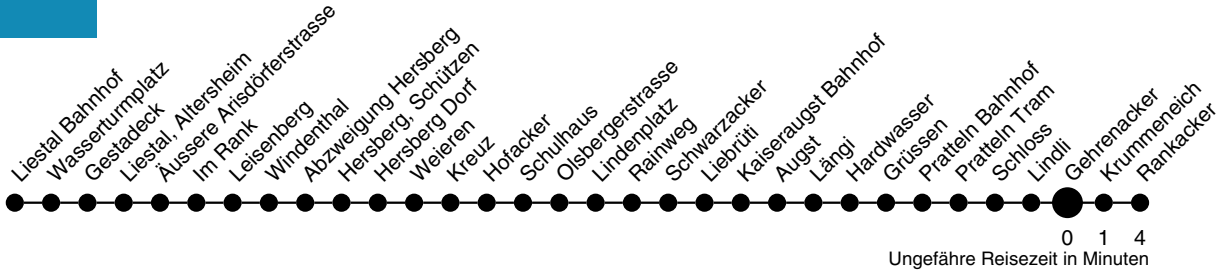 Liestal Bahnhof
Wasserturmplatz
Gestadeck
Liestal, Altersheim
Äussere Arisdörferstrasse
Im Rank
Leisenberg
Windenthal
Abzweigung Hersberg
Hersberg, Schützen
Hersberg Dorf
Weieren
Kreuz
Hofacker
Schulhaus
Olsbergerstrasse
Lindenplatz
Rainweg
Schwarzacker
Liebrüti
Kaiseraugst Bahnhof
Augst
Längi
Hardwasser
Grüssen
Pratteln Bahnhof
Pratteln Tram
Schloss
Lindli
Gehrenacker
Krummeneich
Rankacker
0 1 4
Ungefähre Reisezeit in Minuten